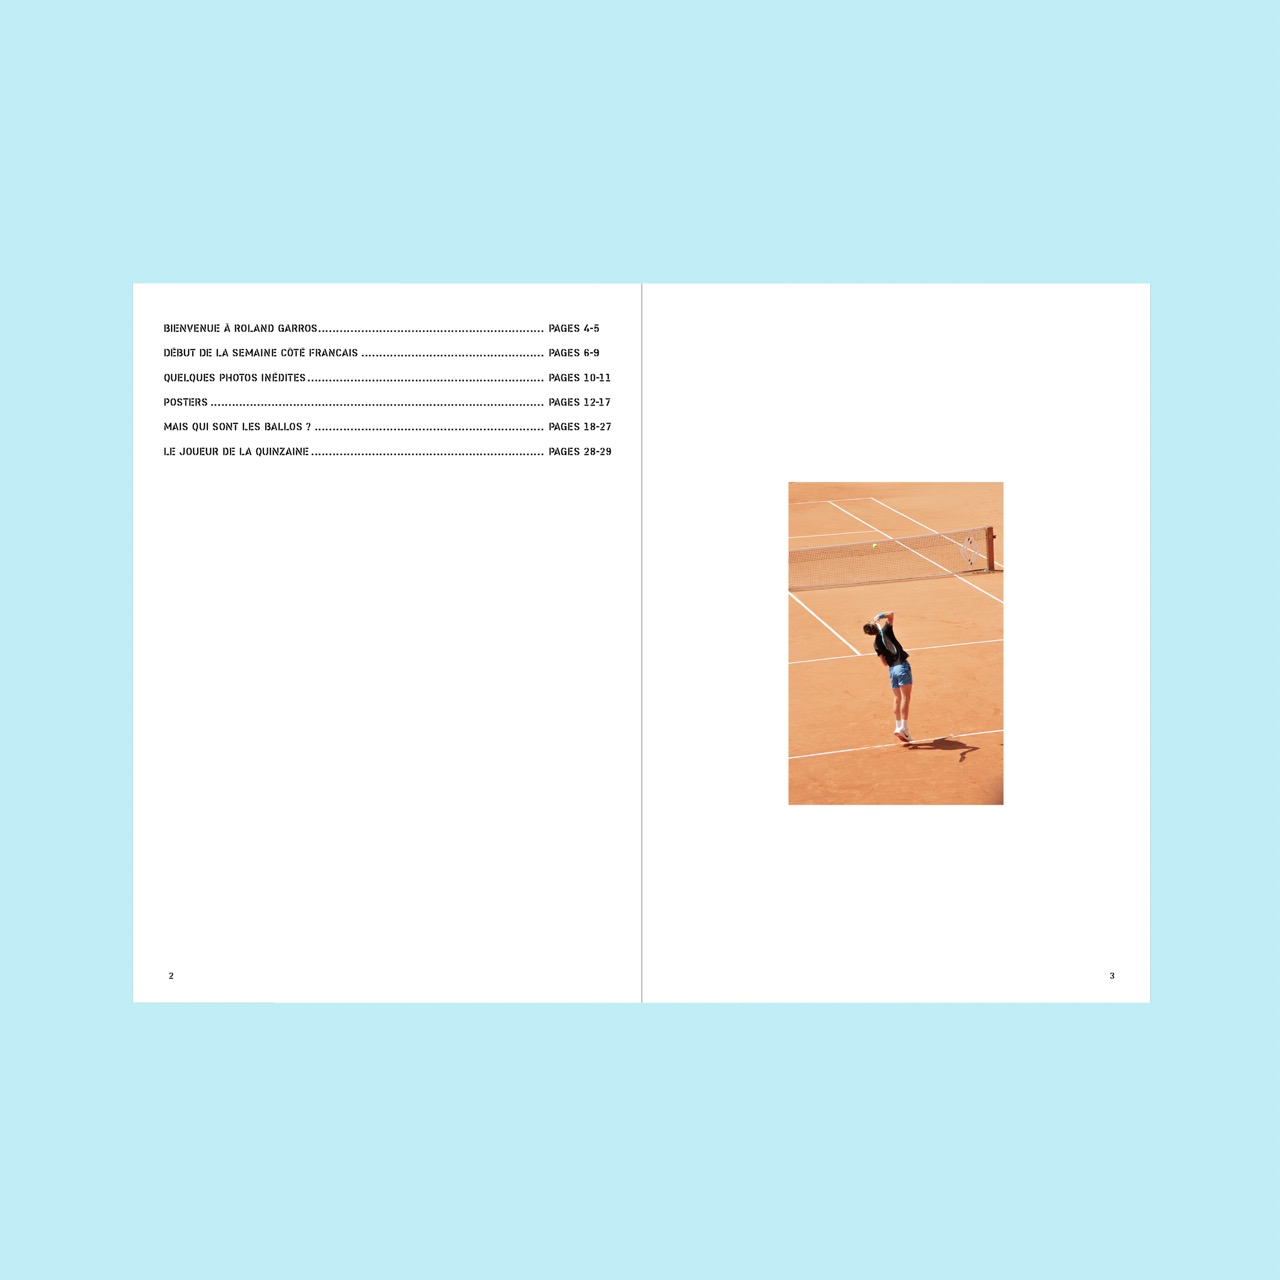 BIENVENUE À ROLAND GARROS............................................................... PAGES 4-5
DÉBUT DE LA SEMAINE CÔTÉ FRANCAIS ................................................... PAGES 6-9
QUELQUES PHOTOS INÉDITES.................................................................. PAGES 10-11
POSTERS ............................................................................................. PAGES 12-17
MAIS QUI SONT LES BALLOS ? ................................................................ PAGES 18-27
LE JOUEUR DE LA QUINZAINE................................................................. PAGES 28-29
2
3